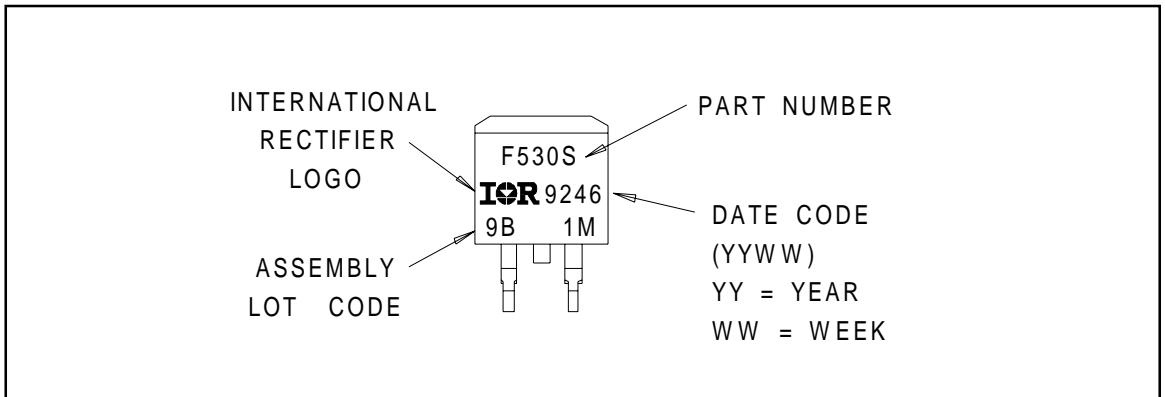 INTERNATIONAL
RECTIFIER
LOGO
ASSEMBLY
LOT CODE
F530S
IOR 9246
9B 1M
PART NUMBER
DATE CODE
(YYWW)
YY = YEAR
WW = WEEK